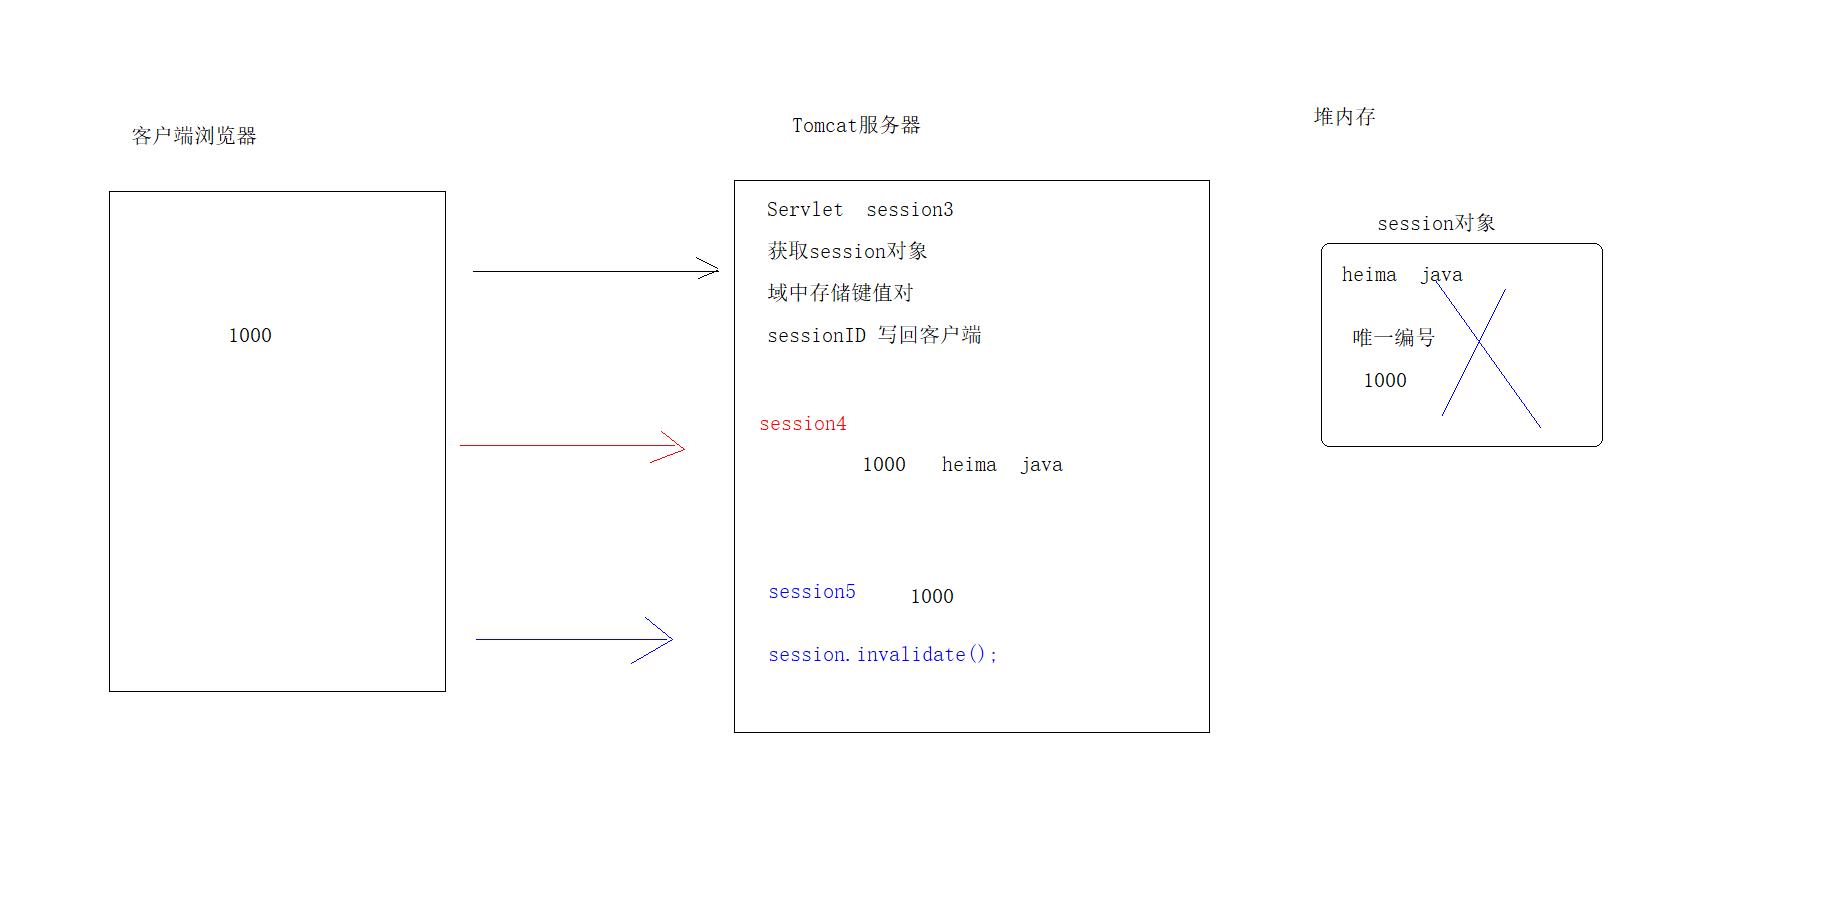 客户端浏览器
1000
Tomcat服务器
Servlet session3
获取session对象
域中存储键值对
sessionID 写回客户端
session4
1000 heima java
session5 1000
session.invalidate();
堆内存
session对象
heima java
唯一编号
1000